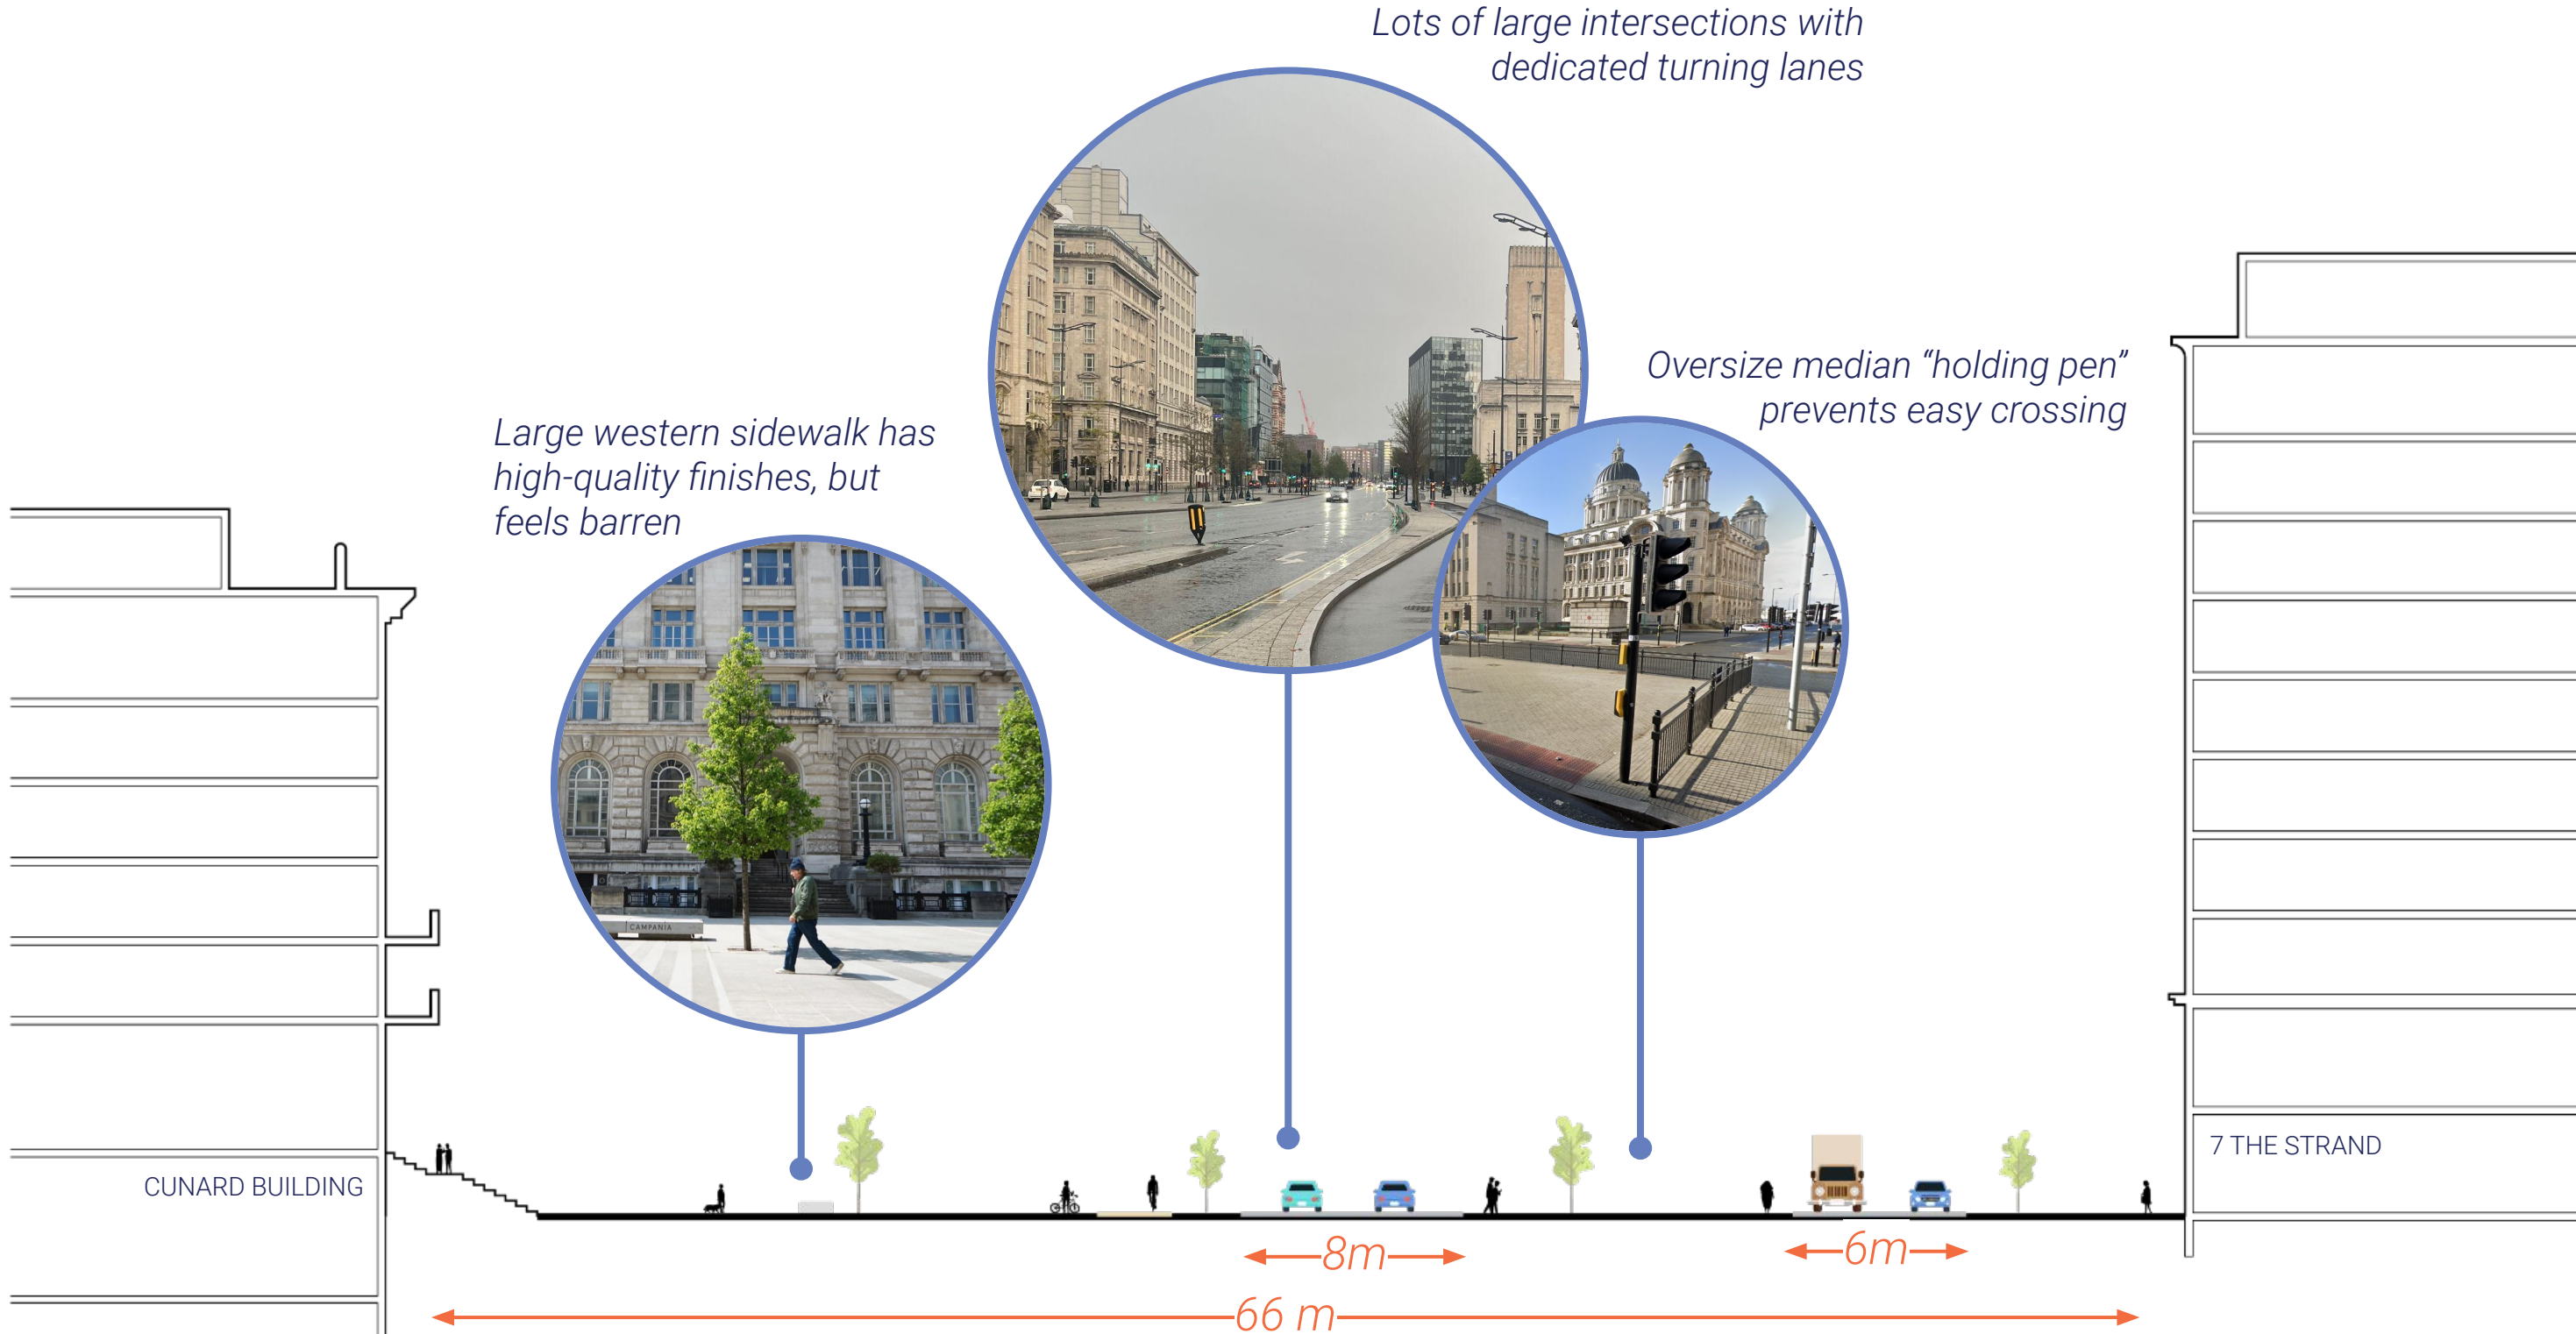 Lots of large intersections with
dedicated turning lanes
Oversize median “holding pen”
prevents easy crossing
Large western sidewalk has
high-quality finishes, but
feels barren
CAMPANIA
CUNARD BUILDING
7 THE STRAND
8m
6m
66 m